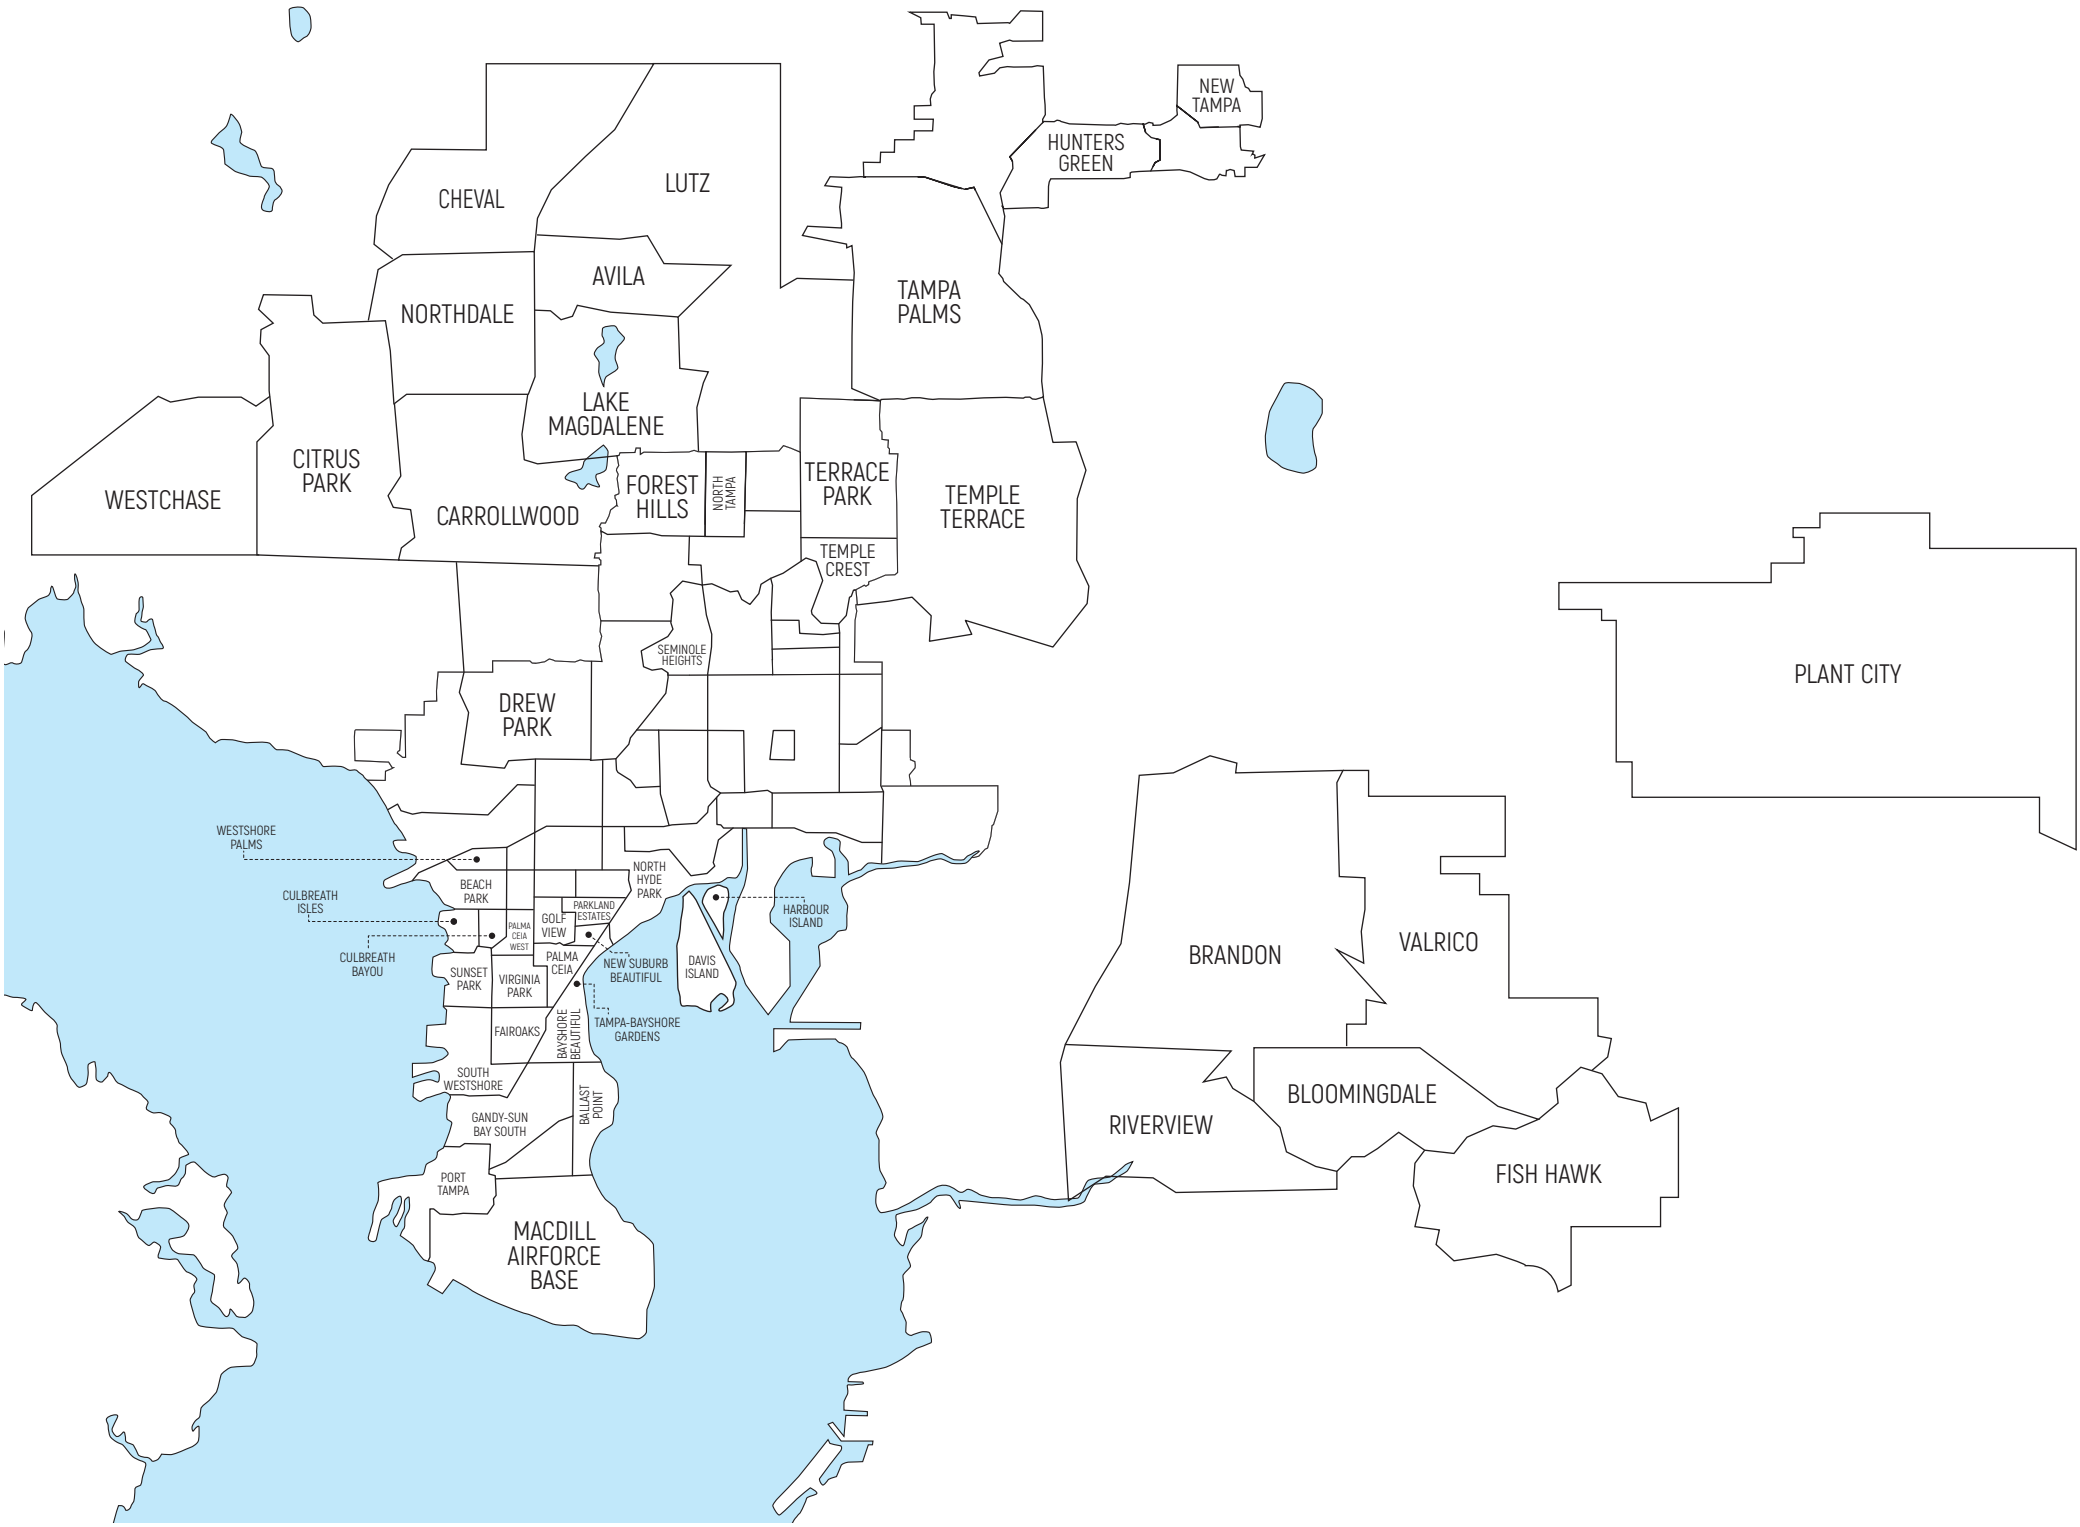 NEW
TAMPA
HUNTERS
GREEN
CHEVAL
LUTZ
AVILA
NORTHDALE
TAMPA
PALMS
LAKE
MAGDALENE
CITRUS
PARK
WESTCHASE
CARROLLWOOD
FOREST
HILLS
NORTH
TAMPA
TERRACE
PARK
TEMPLE
TERRACE
TEMPLE
CREST
SEMINOLE
HEIGHTS
DREW
PARK
PLANT CITY
WESTSHORE
PALMS
BEACH
PARK
NORTH
HYDE
PARK
CULBREATH
ISLES
PALMA
CEIA
WEST
GOLF
VIEW
PARKLAND
ESTATES
HARBOUR
ISLAND
CULBREATH
BAYOU
SUNSET
PARK
VIRGINIA
PARK
PALMA
CEIA
NEW SUBURB
BEAUTIFUL
DAVIS
ISLAND
FAIROAKS
BAYSHORE
BEAUTIFUL
TAMPA-BAYSHORE
GARDENS
SOUTH
WESTSHORE
GANDY-SUN
BAY SOUTH
BALLAST
POINT
PORT
TAMPA
MACDILL
AIRFORCE
BASE
BRANDON
VALRICO
BLOOMINGDALE
RIVERVIEW
FISH HAWK